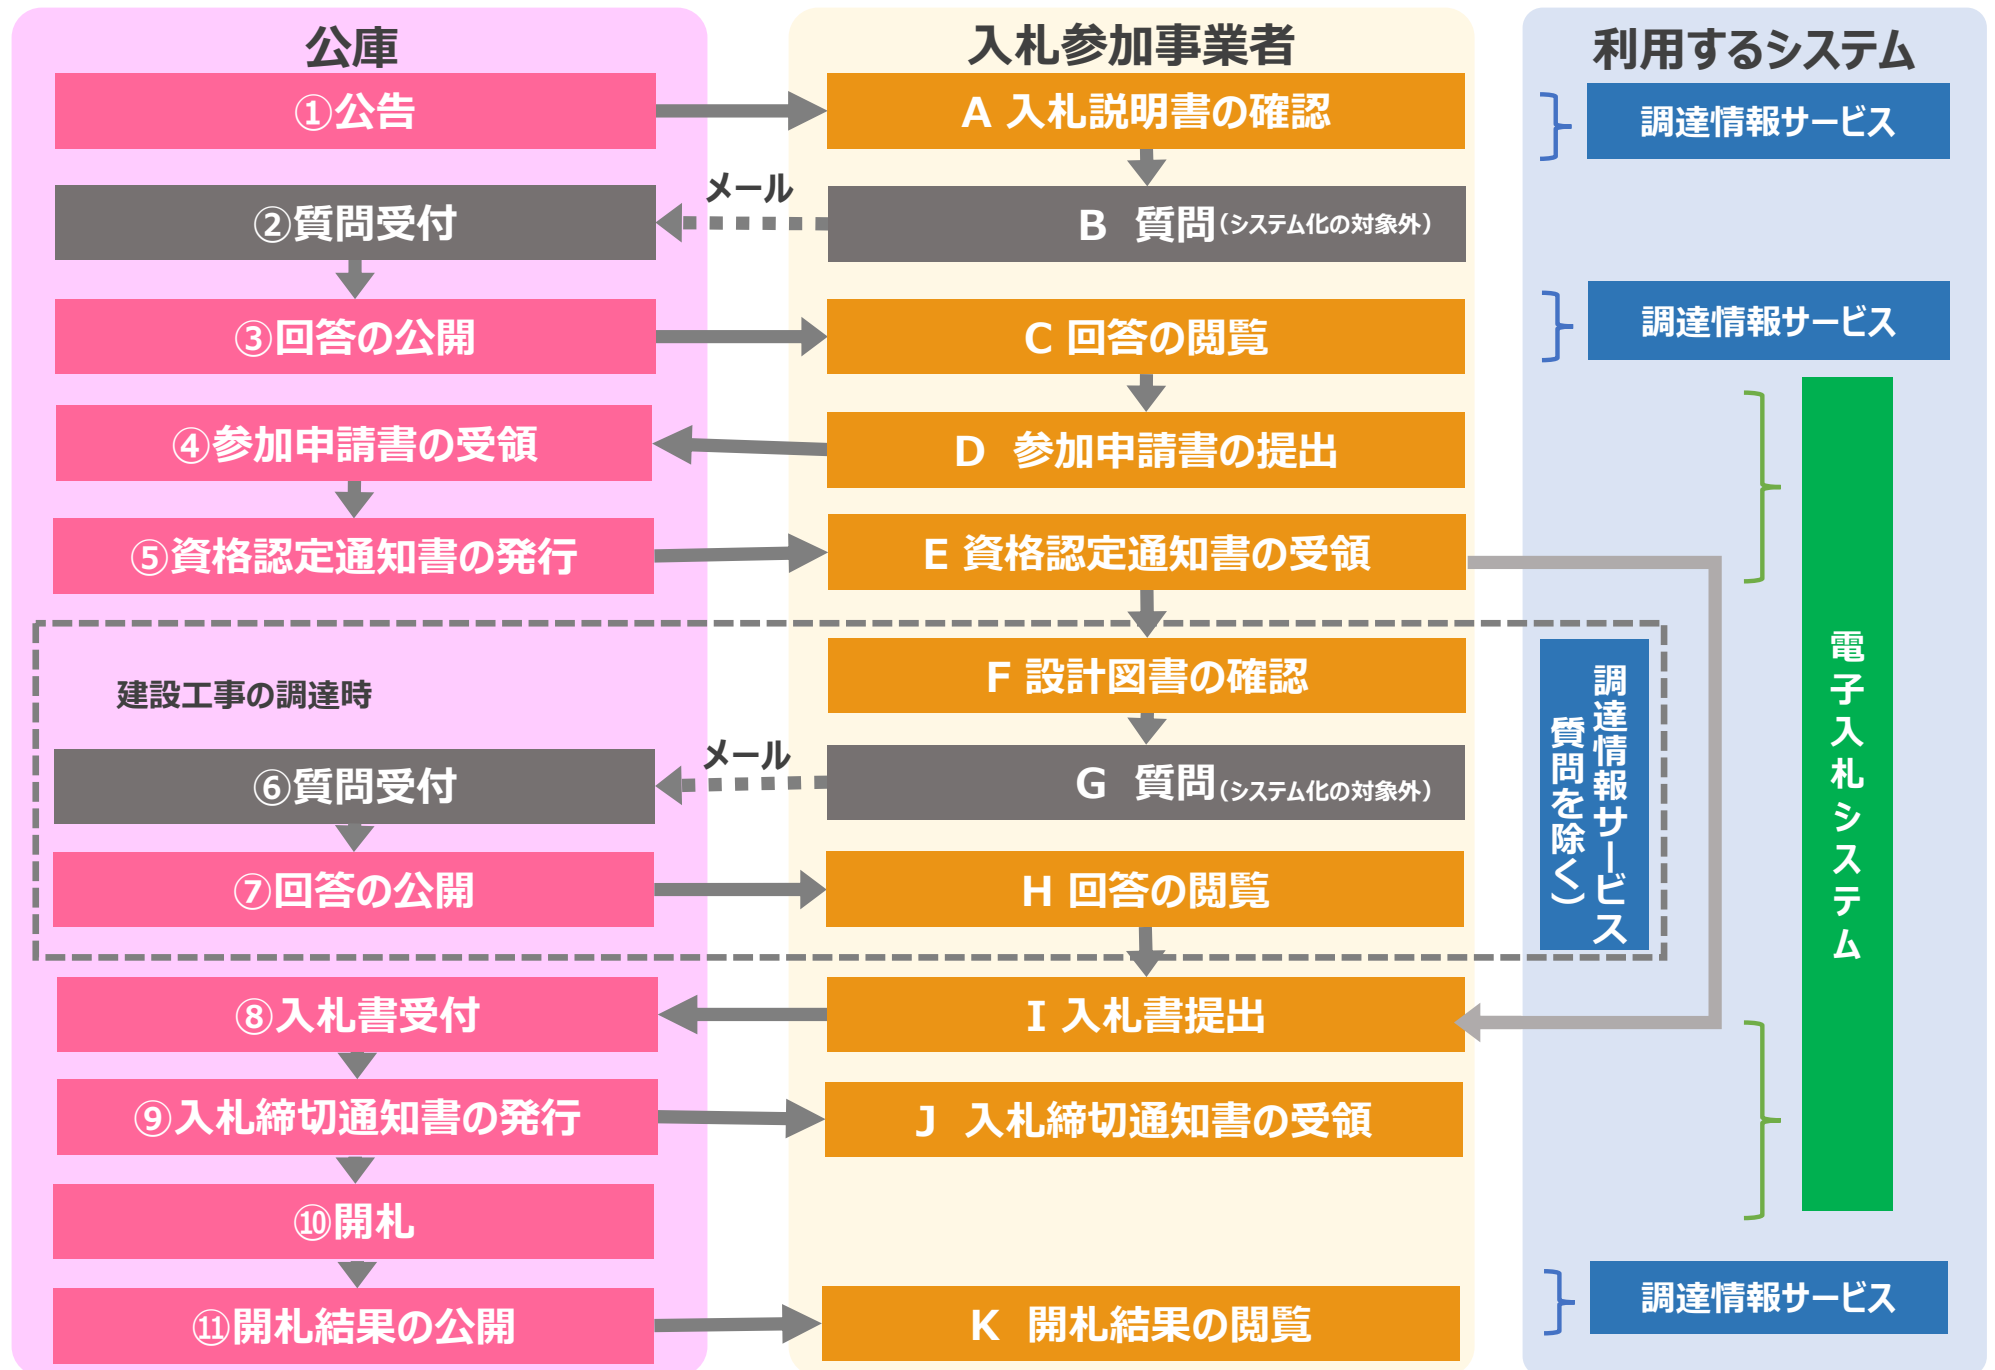 公庫
入札参加事業者
利用するシステム
①公告
A 入札説明書の確認
調達情報サービス
メール
②質問受付
B 質問(システム化の対象外)
③回答の公開
C 回答の閲覧
調達情報サービス
④参加申請書の受領
D 参加申請書の提出
⑤資格認定通知書の発行
E 資格認定通知書の受領
電子入札システム
建設工事の調達時
F 設計図書の確認
調達情報サービス
質問を除く)
メール
⑥質問受付
G 質問(システム化の対象外)
⑦回答の公開
H 回答の閲覧
⑧入札書受付
I 入札書提出
⑨入札締切通知書の発行
J 入札締切通知書の受領
⑩開札
⑪開札結果の公開
K 開札結果の閲覧
調達情報サービス